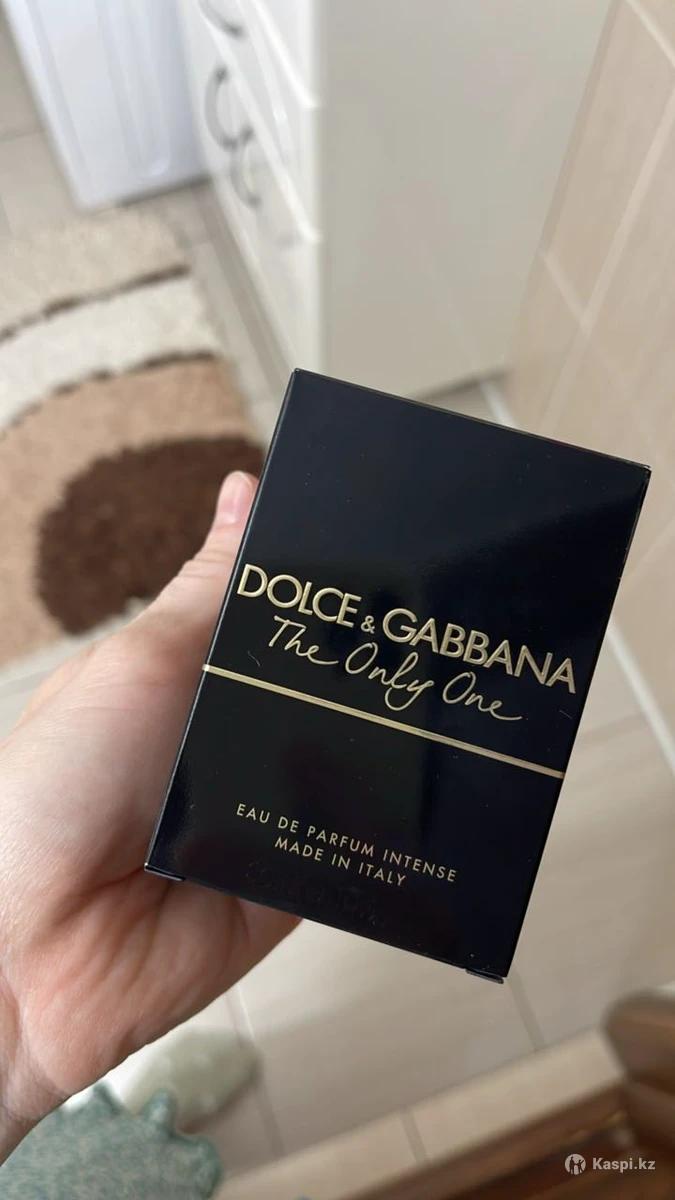 DOLCE & GABBANA
The Only One
EAU DE PARFUM INTENSE
MADE IN ITALY
Kaspi.kz